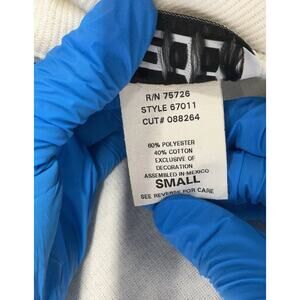 R/N 75726
STYLE 67011
CUT# 088264
60% POLYESTER
40% COTTON
EXCLUSIVE OF
DECORATION
ASSEMBLED IN MEXICO
SMALL
SEE REVERSE FOR CARE